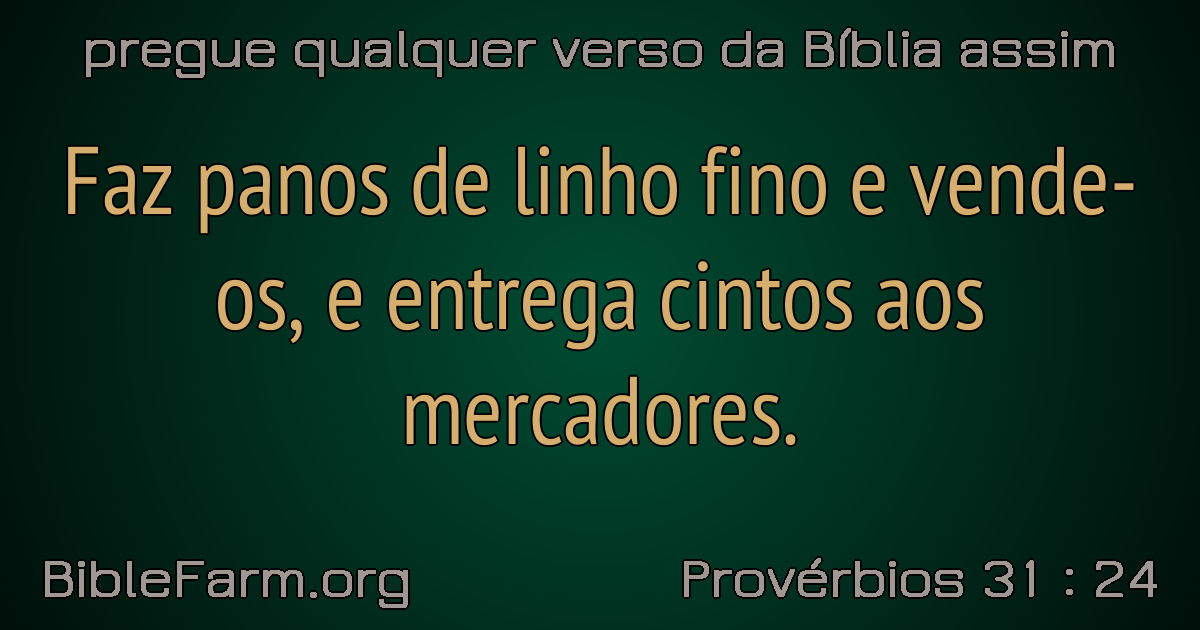 pregue qualquer verso da Bíblia assim
Faz panos de linho fino e vende-
os, e entrega cintos aos
mercadores.
BibleFarm.org
Provérbios 31 : 24